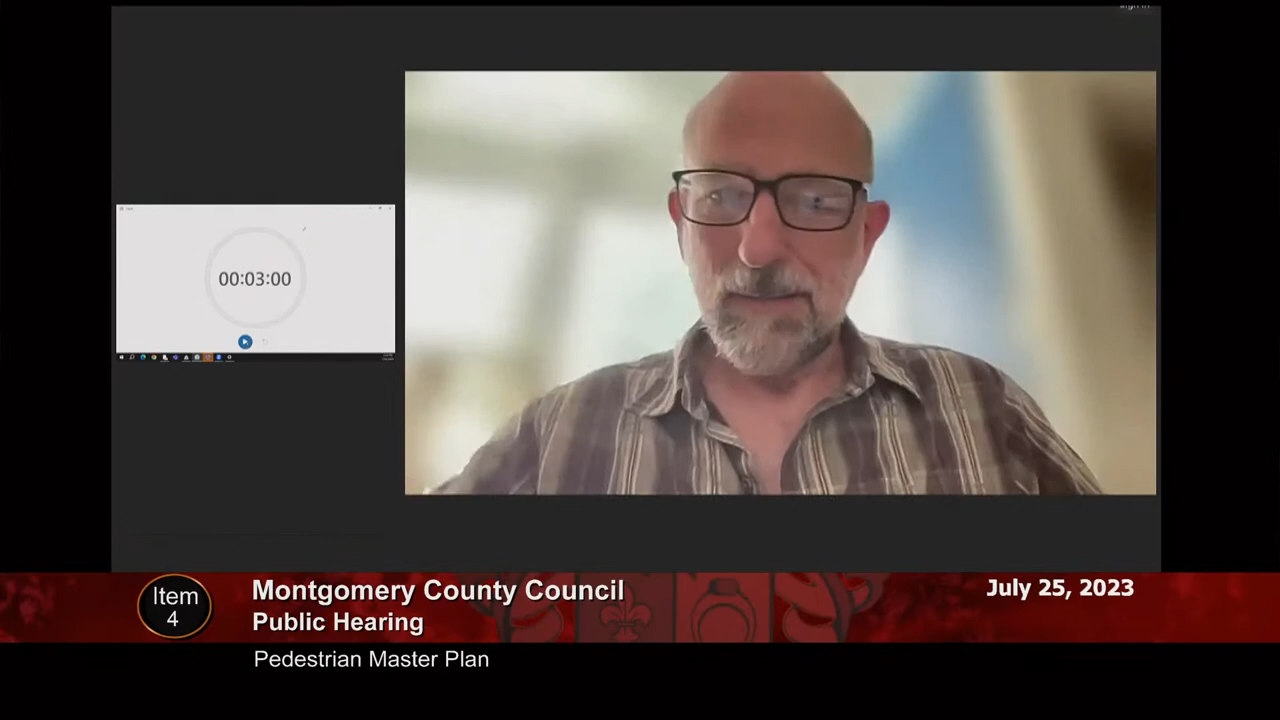 00:03:00
Item
4
Montgomery County Council
Public Hearing
July 25, 2023
Pedestrian Master Plan